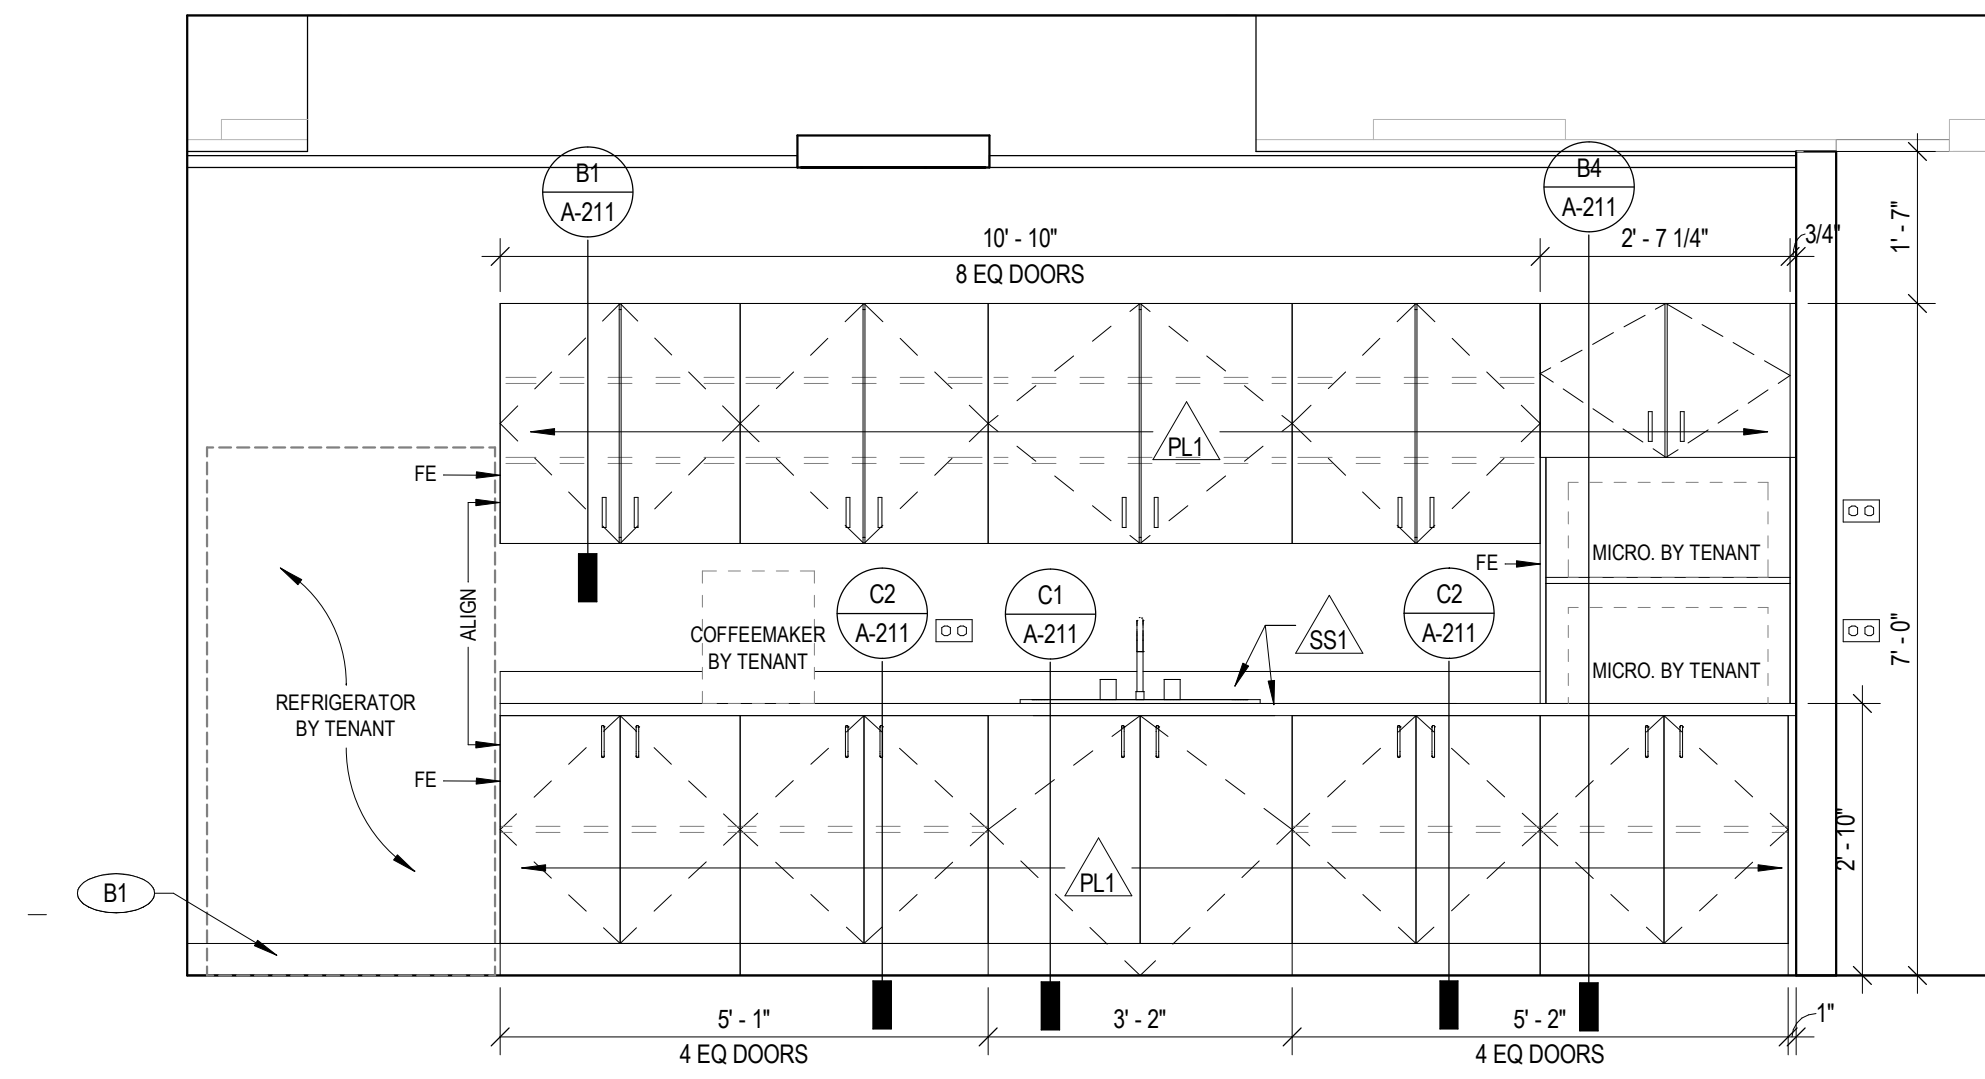 B1
A-211
B4
A-211
10' - 10"
2' - 7 1/4"
3/4"
8 EQ DOORS
1' - 7"
PL1
FE
ALIGN
FE
MICRO. BY TENANT
C2
A-211
C1
A-211
C2
A-211
COFFEEMAKER
BY TENANT
SS1
MICRO. BY TENANT
7' - 0"
REFRIGERATOR
BY TENANT
FE
2' - 10"
PL1
B1
5' - 1"
4 EQ DOORS
3' - 2"
5' - 2"
4 EQ DOORS
1"